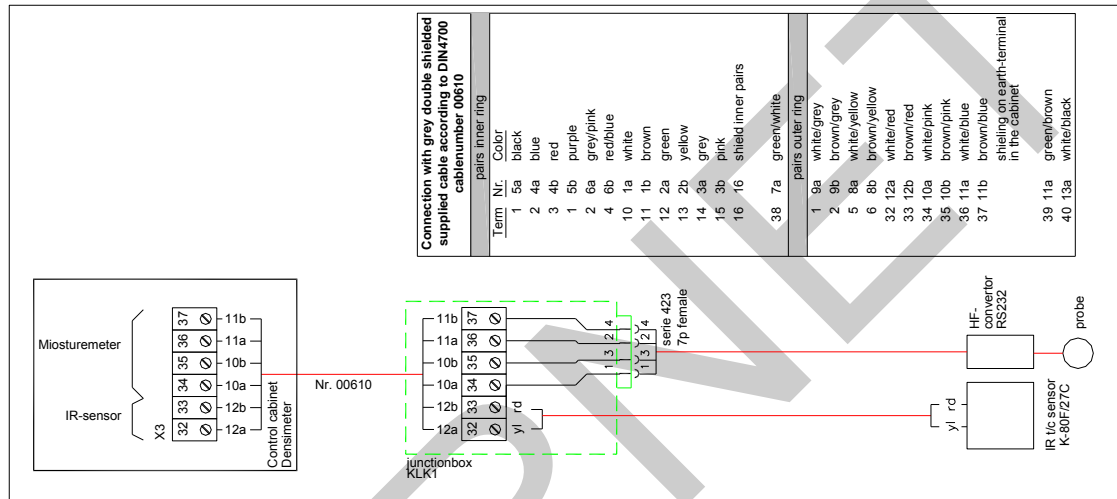 Connection with grey double shielded
supplied cable according to DIN4700
cablenumber 00610
pairs inner ring
Term Nr. Color
1 5a black
2 4a blue
3 4b red
1 5b purple
2 6a grey/pink
4 6b red/blue
10 1a white
11 1b brown
12 2a green
13 2b yellow
14 3a grey
15 3b pink
16 16 shield inner pairs
38 7a green/white
pairs outer ring
1 9a white/grey
2 9b brown/grey
5 8a white/yellow
6 8b brown/yellow
32 12a white/red
33 12b brown/red
34 10a white/pink
35 10b brown/pink
36 11a white/blue
37 11b brown/blue
shieling on earth-terminal
in the cabinet
39 11a green/brown
40 13a white/black
Miosturemeter
IR-sensor
X3
37 11b
36 11a
35 10b
34 10a
33 12b
32 12a
Control cabinet
Densimeter
Nr. 00610
11b 37
11a 36
10b 35
10a 34
12b 33 rd
12a 32 yl
junctionbox
KLK1
1 3 2 4
1 3 2 4
serie 423
7p female
HF-
convertor
RS232
probe
yl rd
IR t/c sensor
K-80F/27C
PNET